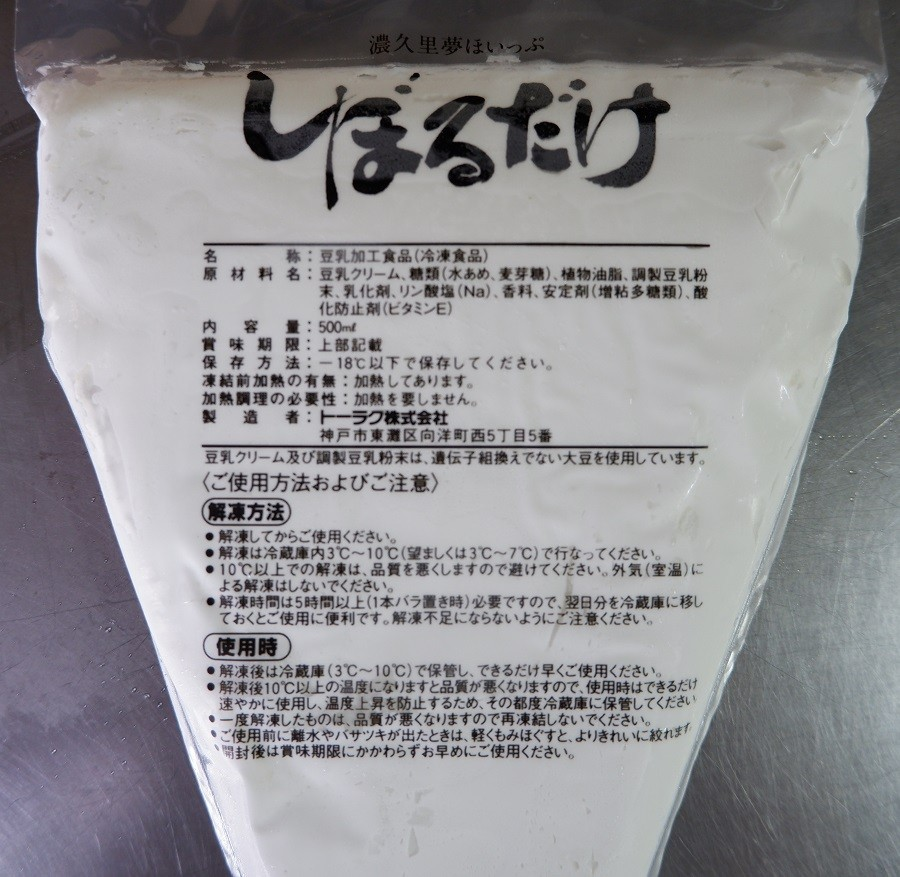 濃久里夢ほいっぷ
しぼるだけ
名称：豆乳加工食品（冷凍食品）
原材料名：豆乳クリーム、糖類（水あめ、麦芽糖）、植物油脂、調製豆乳粉
末、乳化剤、リン酸塩（Na）、香料、安定剤（増粘多糖類）、酸
化防止剤（ビタミンE）
内容量：500㎖
賞味期限：上部記載
保存方法：－18℃以下で保存してください。
凍結前加熱の有無：加熱してあります。
加熱調理の必要性：加熱を要しません。
製造者：トーラク株式会社
神戸市東灘区向洋町西5丁目5番
豆乳クリーム及び調製豆乳粉末は、遺伝子組換えでない大豆を使用しています。
〈ご使用方法およびご注意〉
解凍方法
●解凍してからご使用ください。
●解凍は冷蔵庫内3℃～10℃（望ましくは3℃～7℃）で行なってください。
●10℃以上での解凍は、品質を悪くしますので避けてください。外気（室温）に
よる解凍はしないでください。
●解凍時間は5時間以上（1本バラ置き時）必要ですので、翌日分を冷蔵庫に移し
ておくとご使用に便利です。解凍不足にならないようにご注意ください。
使用時
●解凍後は冷蔵庫（3℃～10℃）で保管し、できるだけ早くご使用ください。
●解凍後10℃以上の温度になりますと品質が悪くなりますので、使用時はできるだけ
速やかに使用し、温度上昇を防止するため、その都度冷蔵庫に保管してください
●一度解凍したものは、品質が悪くなりますので再凍結しないでください。
●ご使用前に離水やパサツキが出たときは、軽くもみほぐすと、よりきれいに絞れます。
●開封後は賞味期限にかかわらずお早めにご使用ください。